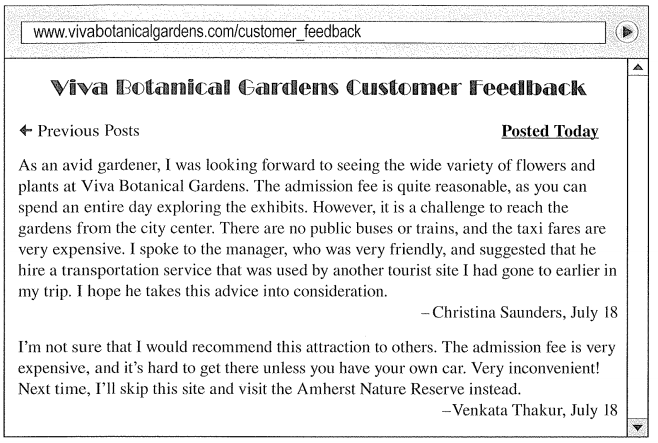 www.vivabotanicalgardens.com/customer_feedback
Viva Botanical Gardens Customer Feedback
← Previous Posts
Posted Today
As an avid gardener, I was looking forward to seeing the wide variety of flowers and
plants at Viva Botanical Gardens. The admission fee is quite reasonable, as you can
spend an entire day exploring the exhibits. However, it is a challenge to reach the
gardens from the city center. There are no public buses or trains, and the taxi fares are
very expensive. I spoke to the manager, who was very friendly, and suggested that he
hire a transportation service that was used by another tourist site I had gone to earlier in
my trip. I hope he takes this advice into consideration.
–Christina Saunders, July 18
I'm not sure that I would recommend this attraction to others. The admission fee is very
expensive, and it's hard to get there unless you have your own car. Very inconvenient!
Next time, I'll skip this site and visit the Amherst Nature Reserve instead.
–Venkata Thakur, July 18